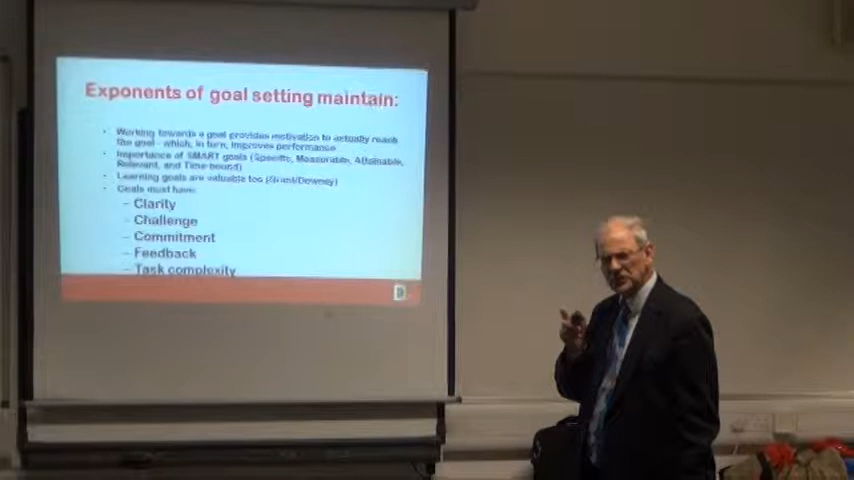 Exponents of goal setting maintain:
• Working towards a goal provides motivation to actually reach
the goal - which, in turn, improves performance
• Importance of SMART goals (Specific, Measurable, Attainable,
Relevant, and Time-bound)
• Learning goals are valuable too (Grant/Downey)
• Goals must have:
– Clarity
– Challenge
– Commitment
– Feedback
– Task complexity